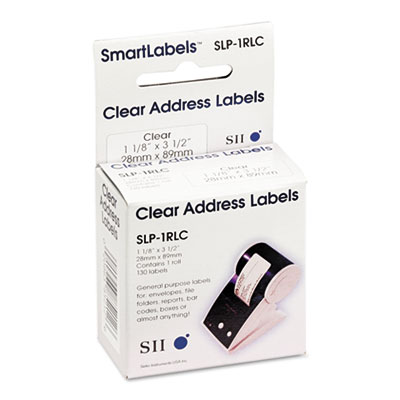 SmartLabels™ SLP-1RLC
Clear Address Labels
Clear
1 1/8" x 3 1/2"
28mm x 89mm
SII
Clear Address Labels
SLP-1RLC
1 1/8" x 3 1/2"
28mm x 89mm
Contains 1 roll
130 labels
General purpose labels
for: envelopes, file
folders, reports, bar
codes, boxes or
almost anything!
SII